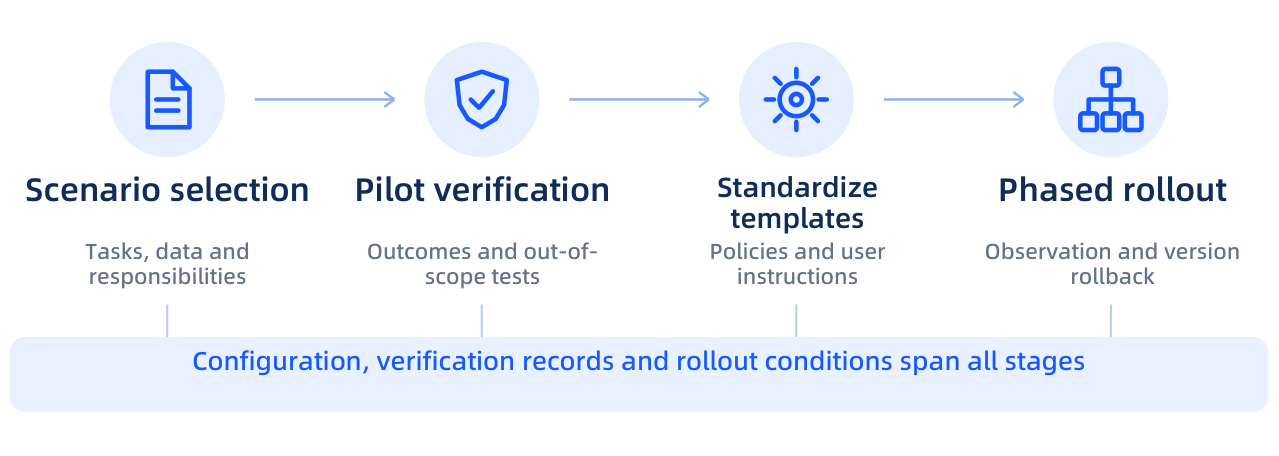 Scenario selection
Pilot verification
Standardize
templates
Phased rollout
Tasks, data and
responsibilities
Outcomes and out-of-
scope tests
Policies and user
instructions
Observation and version
rollback
Configuration, verification records and rollout conditions span all stages